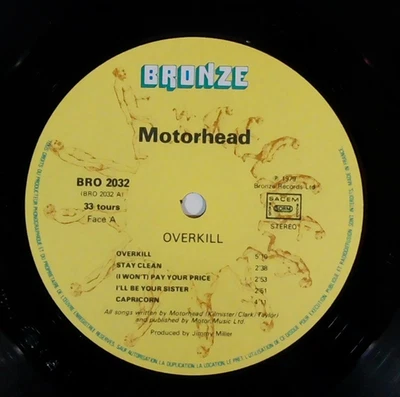 BRONZE
Motorhead
BRO 2032
(BRO 2032 A)
33 tours
Face A
P 1979
Bronze Records Ltd
SACEM
SDRM
STEREO
OVERKILL
OVERKILL 5'10
STAY CLEAN 2'38
(I WON'T) PAY YOUR PRICE 2'53
I'LL BE YOUR SISTER 2'51
CAPRICORN 4'11
All songs written by Motorhead (Kilmister/Clark/Taylor)
and published by Motor Music Ltd.
Produced by Jimmy Miller